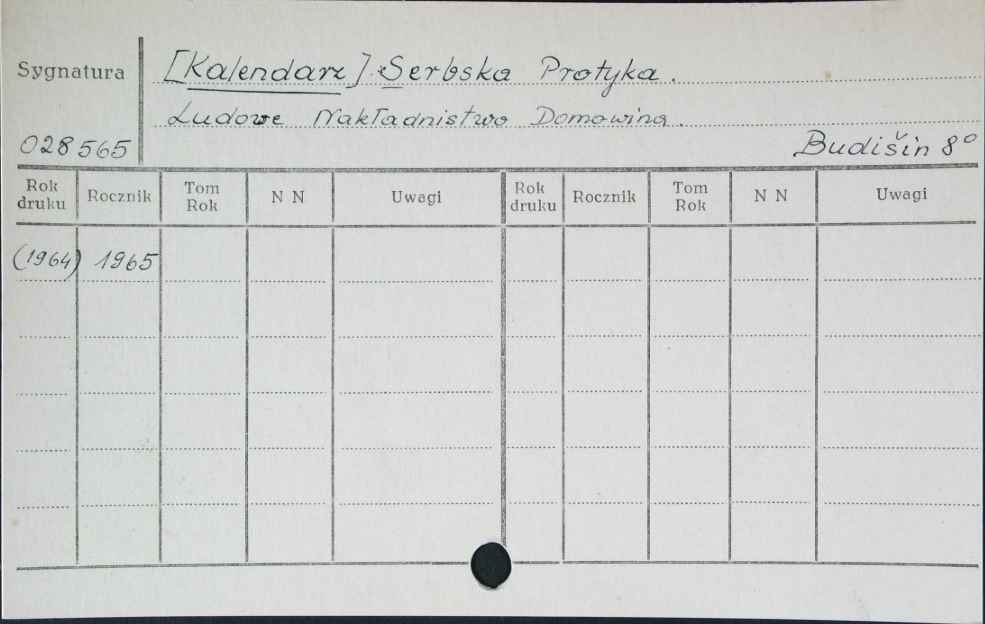 Sygnatura
[Kalendarz] Serbska Protyka.
Ludowe Nakładnistwo Domowina.
028565
Budišin 8°
Rok druku Rocznik Tom Rok N N Uwagi Rok druku Rocznik Tom Rok N N Uwagi
(1964) 1965